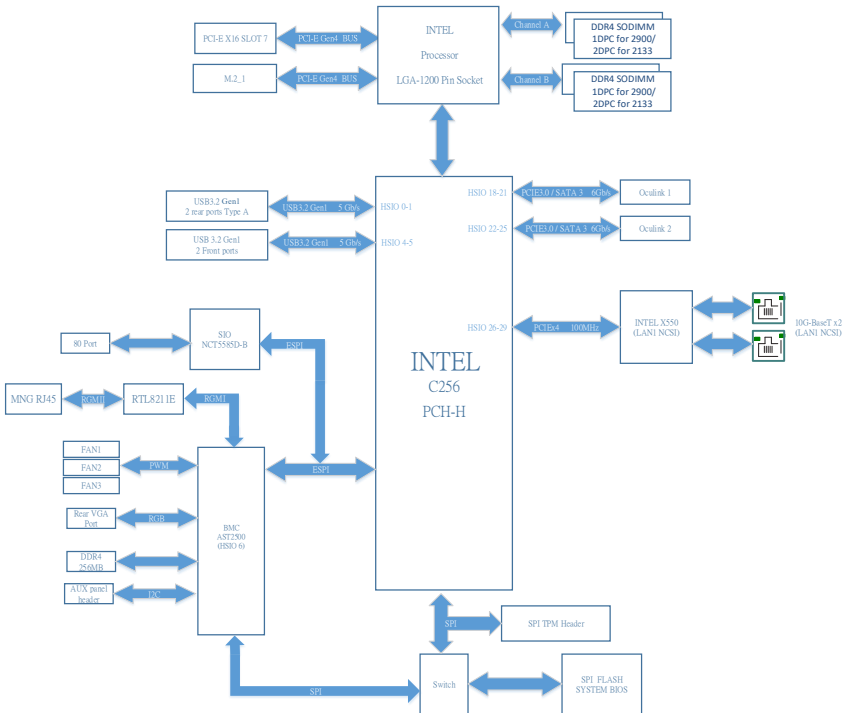 PCI-E X16 SLOT 7
PCI-E Gen4 BUS
M.2_1
PCI-E Gen4 BUS
INTEL
Processor
LGA-1200 Pin Socket
Channel A
DDR4 SODIMM
1DPC for 2900/
2DPC for 2133
Channel B
DDR4 SODIMM
1DPC for 2900/
2DPC for 2133
USB3.2 Gen1
2 rear ports Type A
USB3.2 Gen1 5 Gb/s
HSIO 0-1
USB 3.2 Gen1
2 Front ports
USB3.2 Gen1 5 Gb/s
HSIO 4-5
HSIO 18-21
PCIE3.0 / SATA 3 6Gb/s
Oculink 1
HSIO 22-25
PCIE3.0 / SATA 3 6Gb/s
Oculink 2
HSIO 26-29
PCIEx4 100MHz
INTEL X550
(LAN1 NCSI)
10G-BaseT x2
(LAN1 NCSI)
INTEL
C256
PCH-H
80 Port
SIO
NCT5585D-B
ESPI
MNG RJ45
RGMII
RTL8211E
RGMII
FAN1
FAN2
FAN3
PWM
ESPI
Rear VGA
Port
RGB
BMC
AST2500
(HSIO 6)
DDR4
256MB
AUX panel
header
I2C
SPI
SPI TPM Header
SPI
Switch
SPI FLASH
SYSTEM BIOS